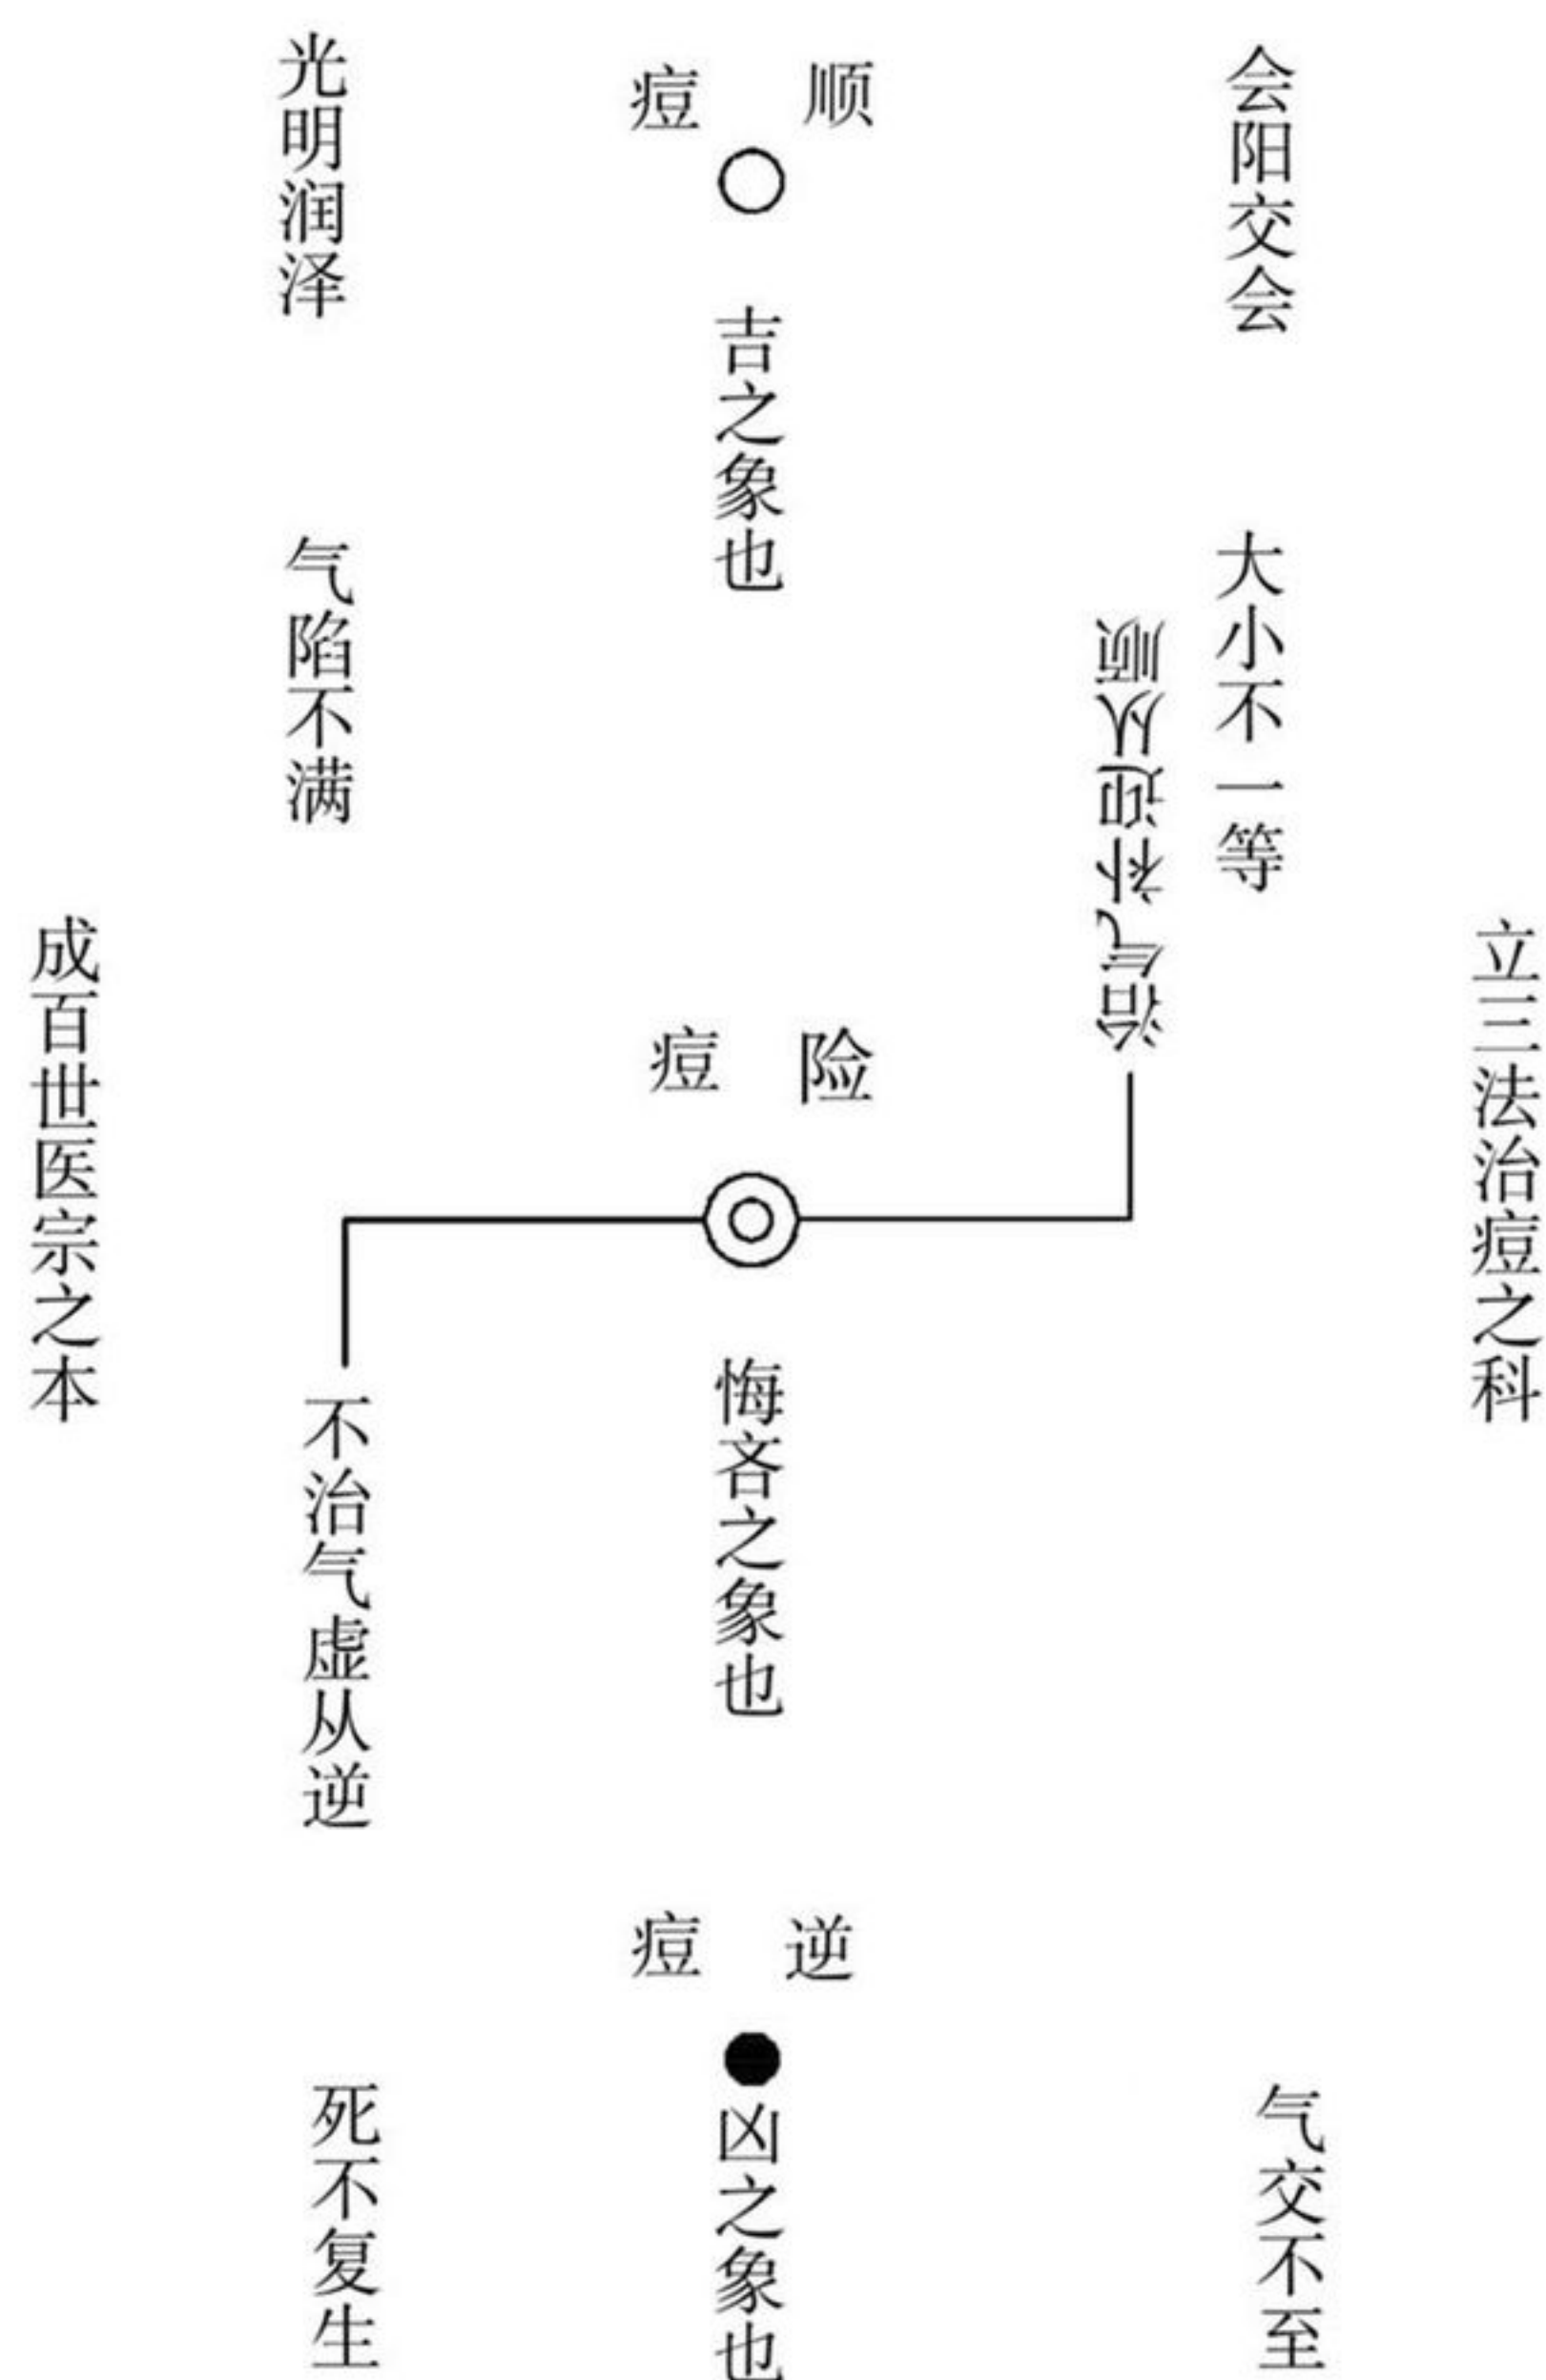 立三法治痘之科
会阳交会
顺痘
吉之象也
光明润泽
大小不一等
治气补迎从顺
气陷不满
险痘
悔吝之象也
不治气虚从逆
气交不至
逆痘
凶之象也
死不复生
成百世医宗之本